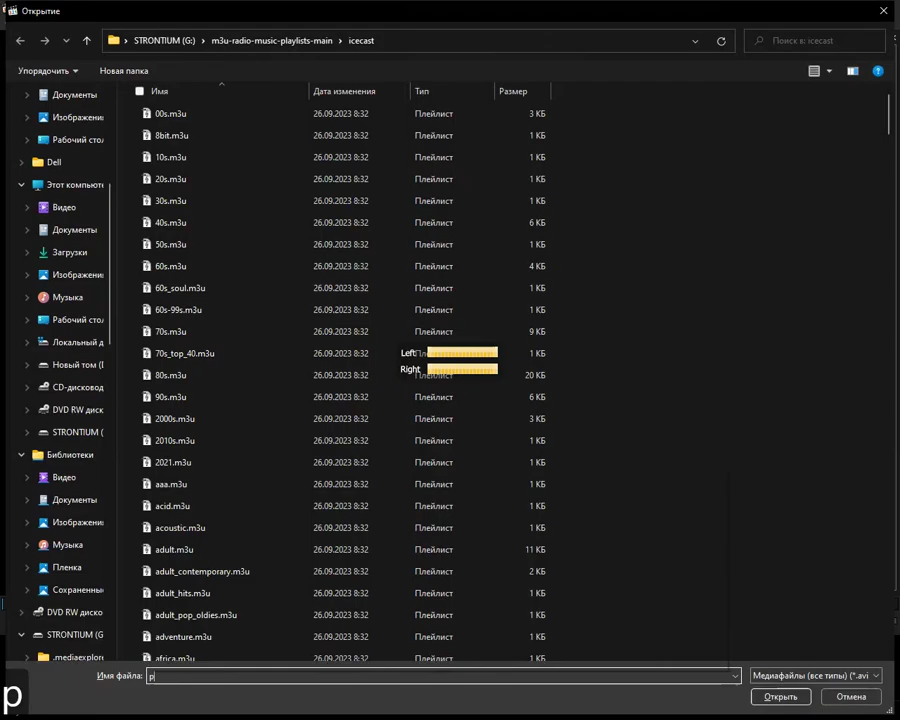 Открытие
STRONTIUM (G:) › m3u-radio-music-playlists-main › icecast
Поиск в: icecast
Упорядочить
Новая папка
Имя
Дата изменения
Тип
Размер
Документы
Изображени
Рабочий стол
Dell
Этот компьюте
Видео
Документы
Загрузки
Изображени
Музыка
Рабочий стол
Локальный д
Новый том (D
CD-дисковод
DVD RW диск
STRONTIUM (
Библиотеки
Видео
Документы
Изображени
Музыка
Пленка
Сохраненны
DVD RW диско
STRONTIUM (G
.mediaexplore
00s.m3u 26.09.2023 8:32 Плейлист 3 КБ
8bit.m3u 26.09.2023 8:32 Плейлист 1 КБ
10s.m3u 26.09.2023 8:32 Плейлист 1 КБ
20s.m3u 26.09.2023 8:32 Плейлист 1 КБ
30s.m3u 26.09.2023 8:32 Плейлист 1 КБ
40s.m3u 26.09.2023 8:32 Плейлист 6 КБ
50s.m3u 26.09.2023 8:32 Плейлист 1 КБ
60s.m3u 26.09.2023 8:32 Плейлист 4 КБ
60s_soul.m3u 26.09.2023 8:32 Плейлист 1 КБ
60s-99s.m3u 26.09.2023 8:32 Плейлист 1 КБ
70s.m3u 26.09.2023 8:32 Плейлист 9 КБ
70s_top_40.m3u 26.09.2023 8:32 1 КБ
80s.m3u 26.09.2023 8:32 Плейлист 20 КБ
90s.m3u 26.09.2023 8:32 Плейлист 6 КБ
2000s.m3u 26.09.2023 8:32 Плейлист 3 КБ
2010s.m3u 26.09.2023 8:32 Плейлист 1 КБ
2021.m3u 26.09.2023 8:32 Плейлист 1 КБ
aaa.m3u 26.09.2023 8:32 Плейлист 1 КБ
acid.m3u 26.09.2023 8:32 Плейлист 1 КБ
acoustic.m3u 26.09.2023 8:32 Плейлист 1 КБ
adult.m3u 26.09.2023 8:32 Плейлист 11 КБ
adult_contemporary.m3u 26.09.2023 8:32 Плейлист 2 КБ
adult_hits.m3u 26.09.2023 8:32 Плейлист 1 КБ
adult_pop_oldies.m3u 26.09.2023 8:32 Плейлист 1 КБ
adventure.m3u 26.09.2023 8:32 Плейлист 1 КБ
africa.m3u 26.09.2023 8:32 Плейлист 1 КБ
Left
Right
Имя файла: p
Медиафайлы (все типы) (*.avi
Открыть
Отмена
p